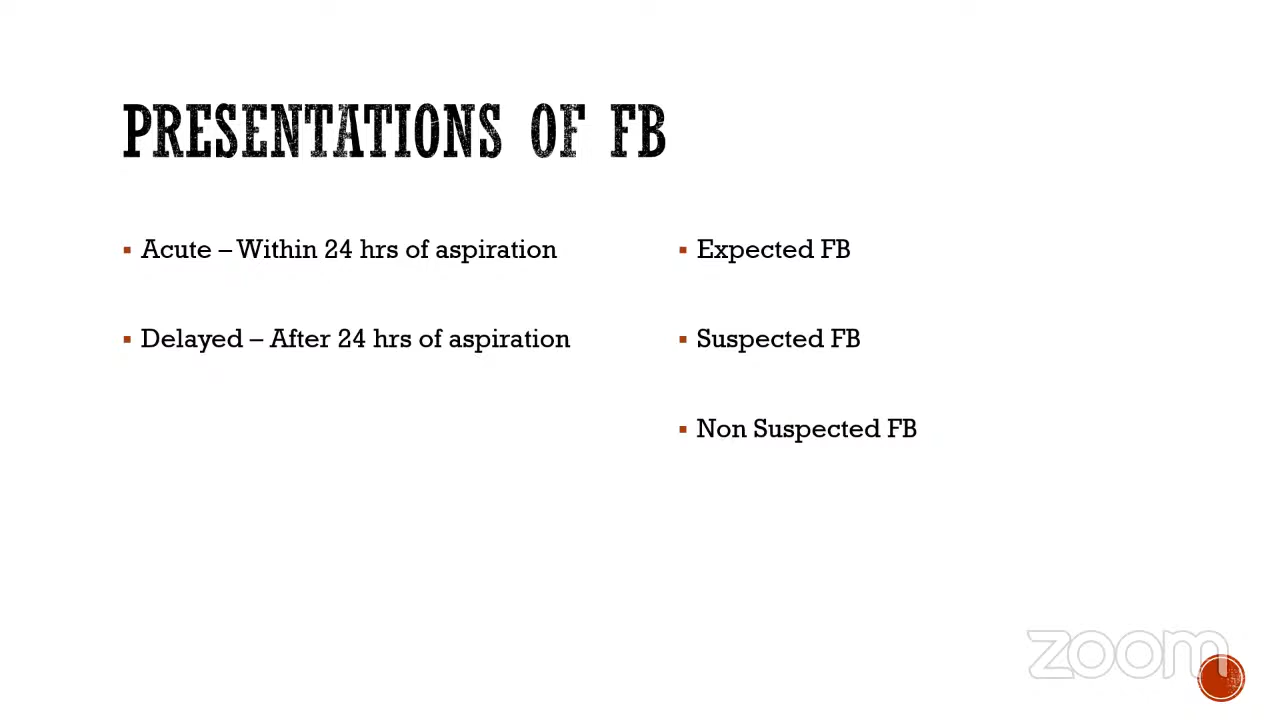 PRESENTATIONS OF FB
Acute – Within 24 hrs of aspiration
Delayed – After 24 hrs of aspiration
Expected FB
Suspected FB
Non Suspected FB
zoom